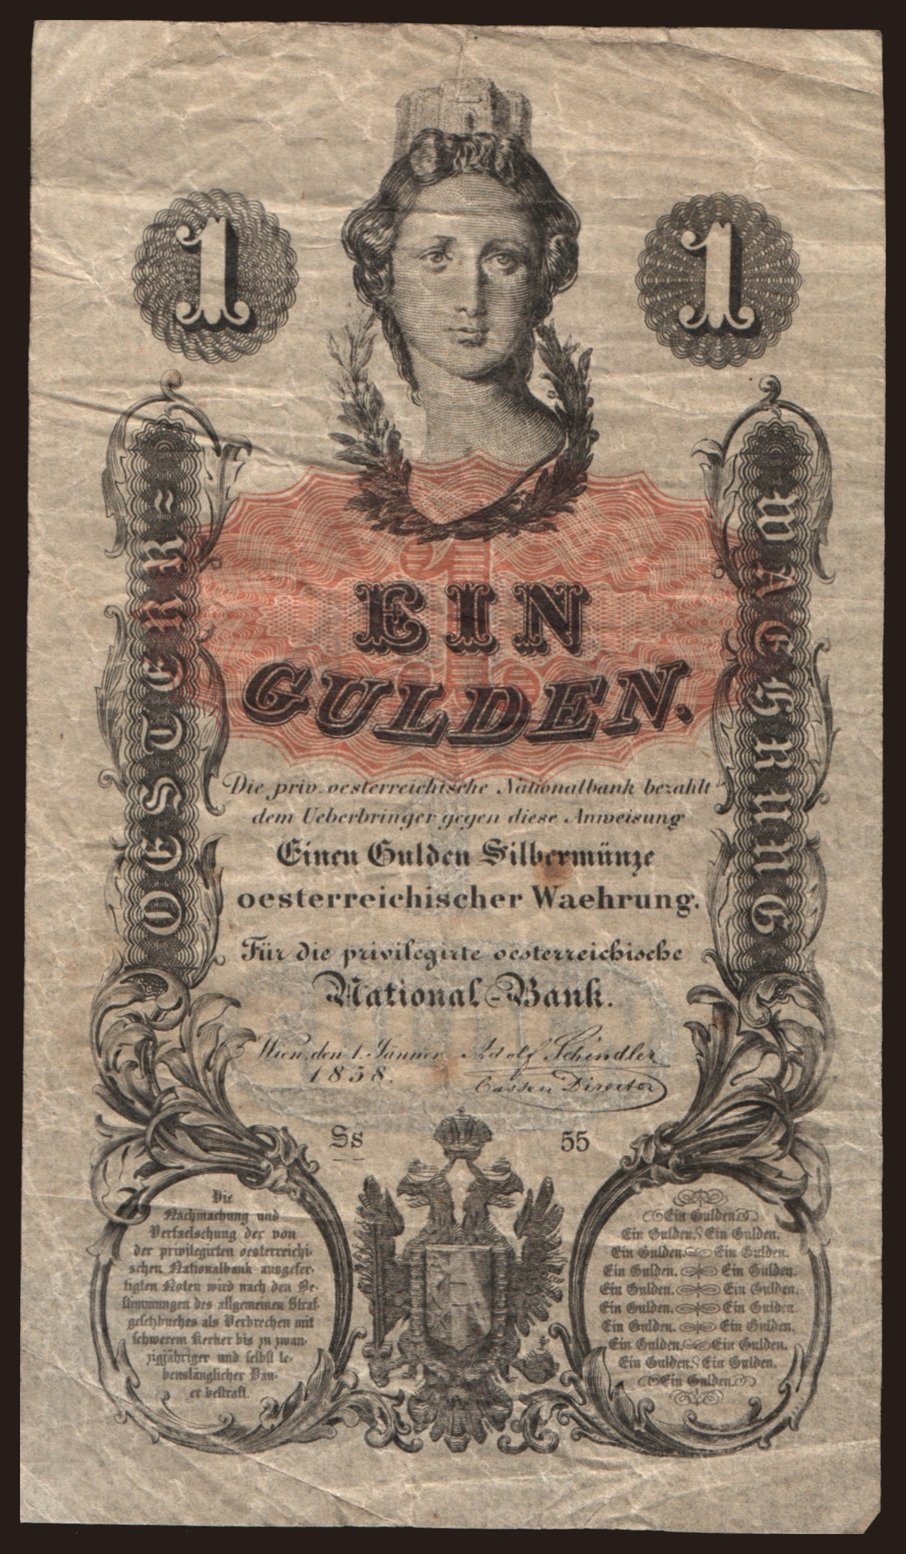 1 1
OESTERR=
WAEHRUNG
1
EIN
GULDEN.
Die priv. oesterreichische Nationalbank bezahlt
dem Ueberbringer gegen diese Anweisung
Einen Gulden Silbermünze
oesterreichischer Waehrung.
Für die privilegirte oesterreichische
National-Bank.
Wien, den 1. Jänner
1858.
Adolf Schindler
Cassen Director
Ss 55
Die
Nachmachung und
Verfaelschung der von
der privilegirten oesterreichi-
schen Nationalbank ausgefer-
tigten Noten wird nach den Be-
stimmungen des allgemeinen Straf-
gesetzbuches als Verbrechen mit
schwerem Kerker bis zu zwan-
zigjähriger und selbst le-
benslänglicher Dau-
er bestraft.
Ein Gulden.
Ein Gulden. Ein Gulden.
Ein Gulden. Ein Gulden.
Ein Gulden. Ein Gulden.
Ein Gulden. Ein Gulden.
Ein Gulden. Ein Gulden.
Ein Gulden. Ein Gulden.
Ein Gulden. Ein Gulden.
Ein Gulden. Ein Gulden.
Ein Gulden.